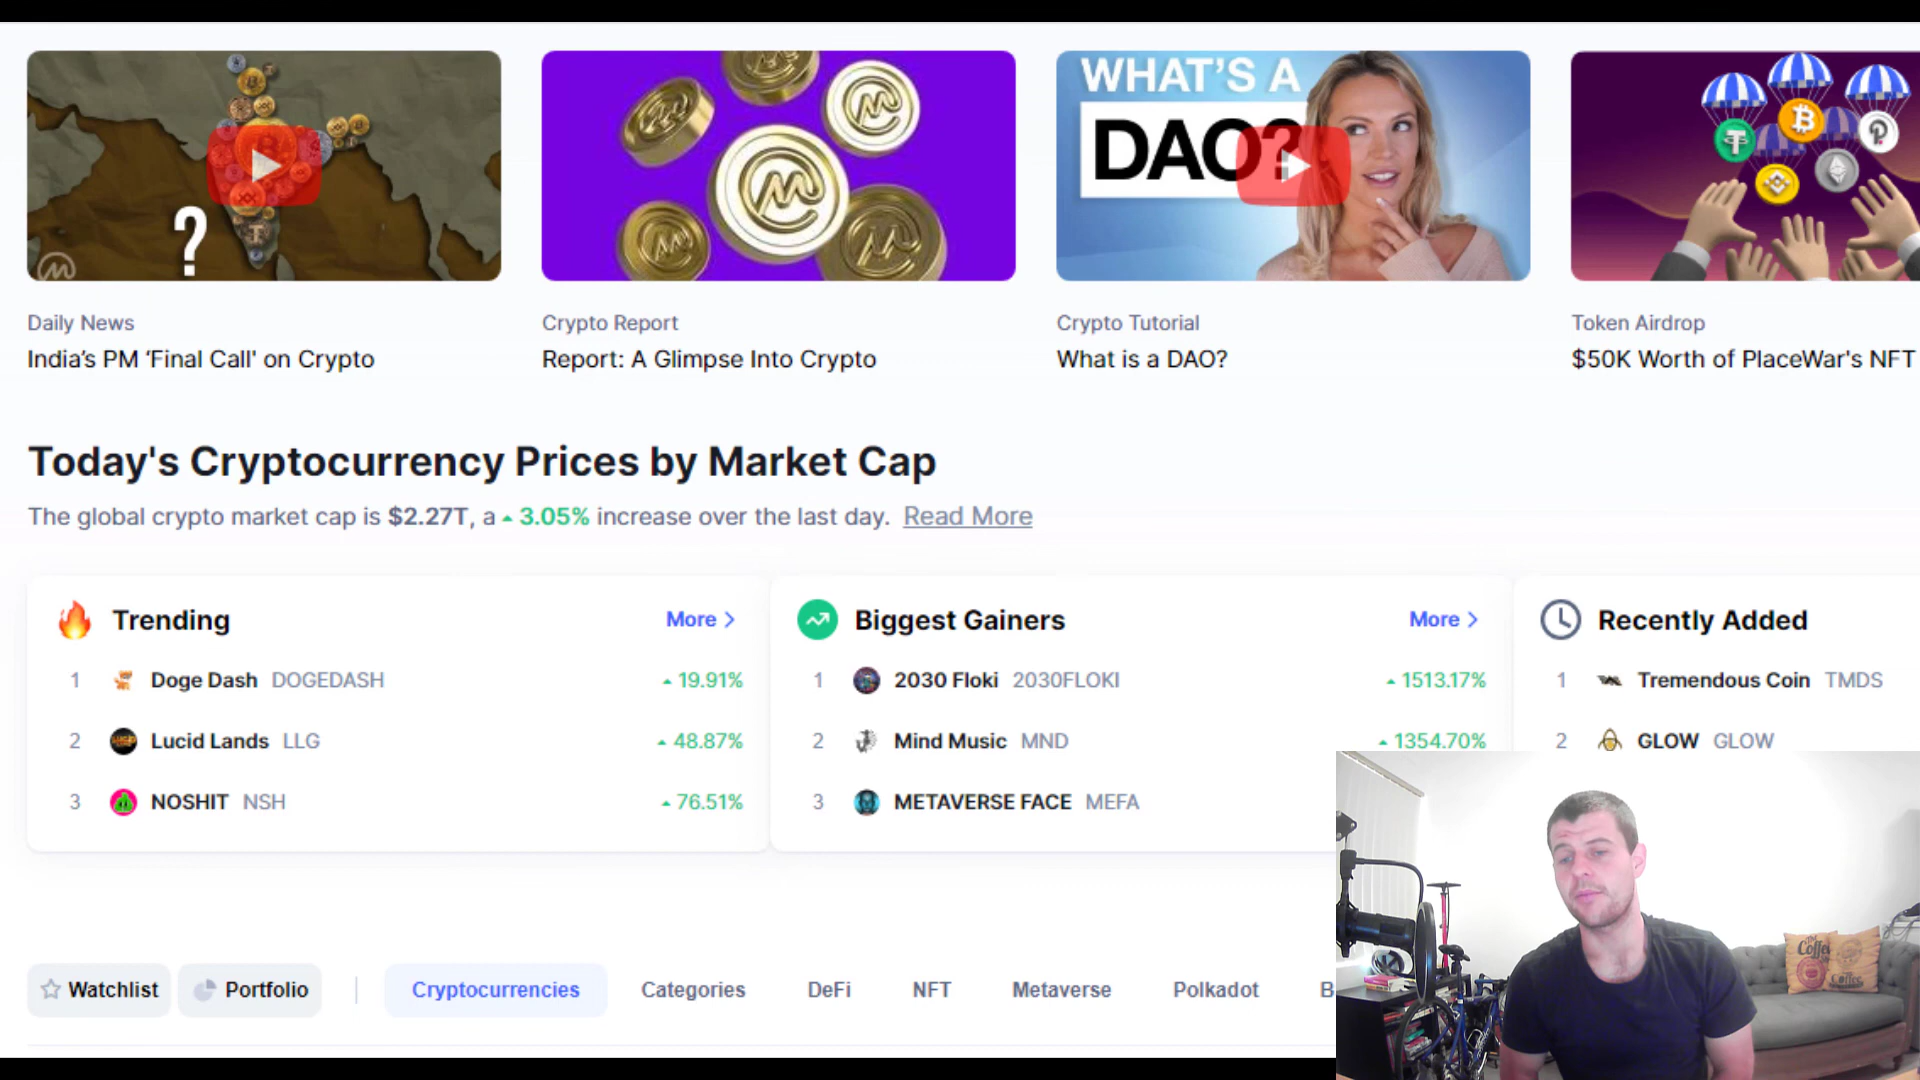 WHAT'S A
DAO?
?
Daily News
India's PM 'Final Call' on Crypto
Crypto Report
Report: A Glimpse Into Crypto
Crypto Tutorial
What is a DAO?
Token Airdrop
$50K Worth of PlaceWar's NFT
Today's Cryptocurrency Prices by Market Cap
The global crypto market cap is $2.27T, a 3.05% increase over the last day. Read More
Trending More
1 Doge Dash DOGEDASH 19.91%
2 Lucid Lands LLG 48.87%
3 NOSHIT NSH 76.51%
Biggest Gainers More
1 2030 Floki 2030FLOKI 1513.17%
2 Mind Music MND 1354.70%
3 METAVERSE FACE MEFA
Recently Added
1 Tremendous Coin TMDS
2 GLOW GLOW
Watchlist Portfolio Cryptocurrencies Categories DeFi NFT Metaverse Polkadot B
The
Coffee
Coffee